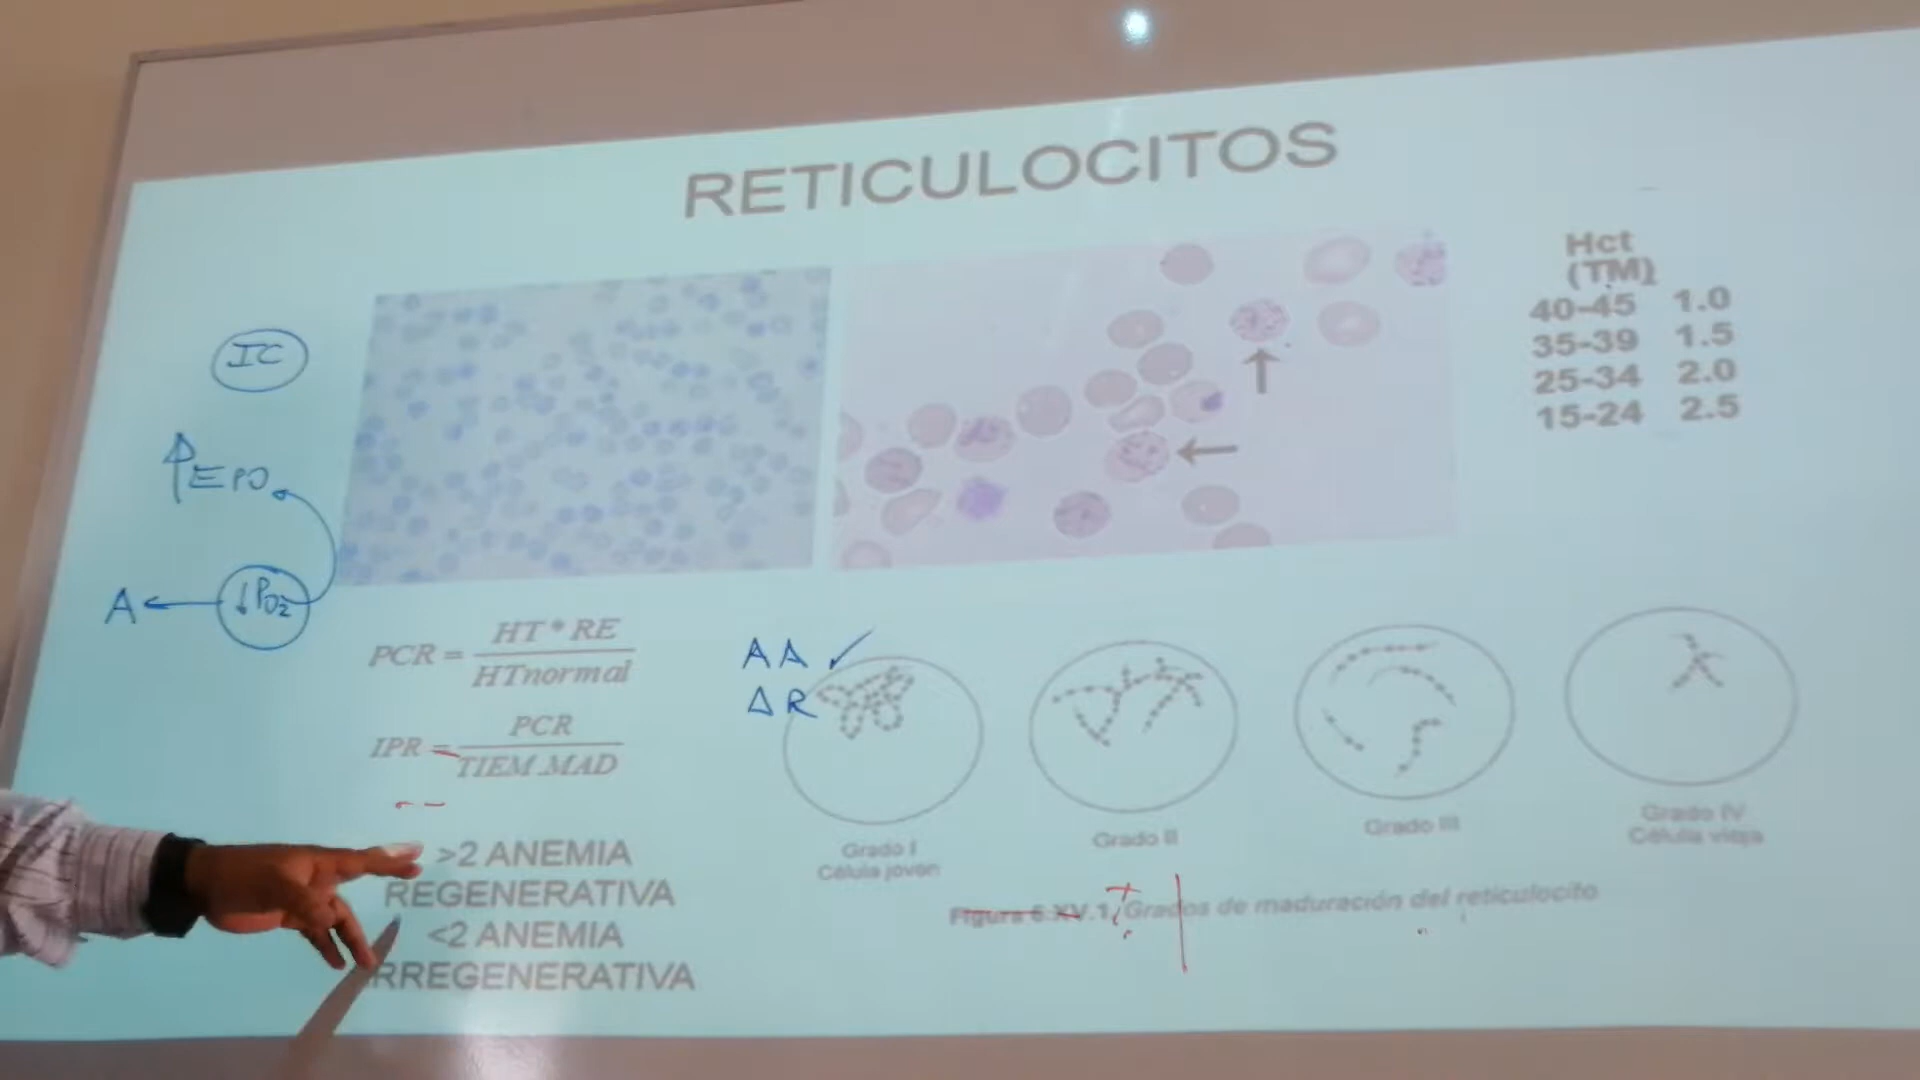 RETICULOCITOS
Hct
(TM)
40-45 1.0
35-39 1.5
25-34 2.0
15-24 2.5
IC
↑EPO
A ← ↓PO2
PCR = HT * RE
HTnormal
IPR = PCR
TIEM.MAD
>2 ANEMIA
REGENERATIVA
<2 ANEMIA
IRREGENERATIVA
AA ✓
AR
Grado I
Célula joven
Grado II
Grado III
Grado IV
Célula vieja
Figura 6.XV.1. Grados de maduración del reticulocito